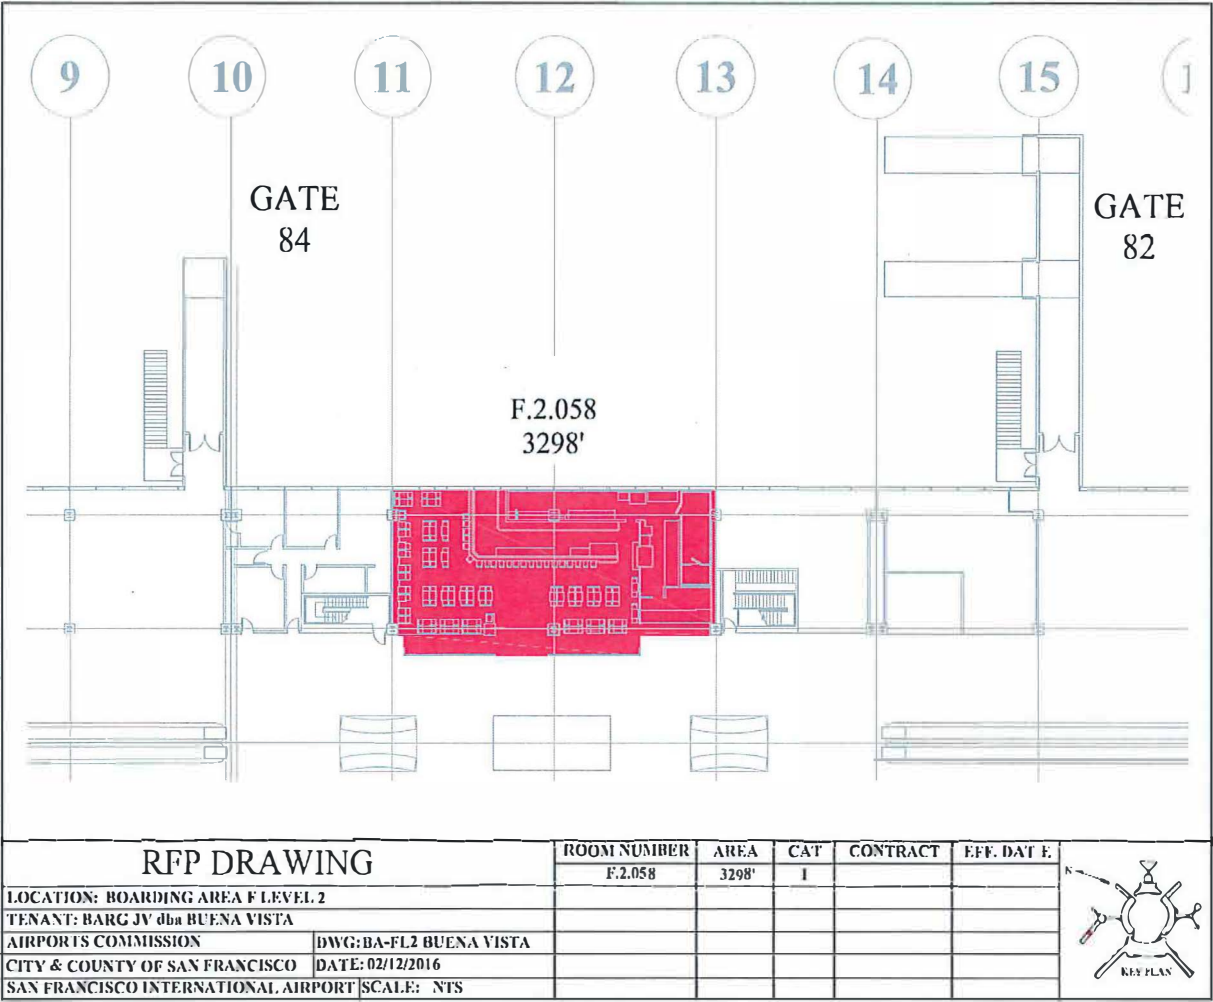 9 10 11 12 13 14 15
GATE
84
GATE
82
F.2.058
3298'
RFP DRAWING
ROOM NUMBER AREA CAT CONTRACT EFF. DATE
F.2.058 3298' 1
LOCATION: BOARDING AREA F LEVEL 2
TENANT: BARG JV dba BUENA VISTA
AIRPORTS COMMISSION DWG: BA-FL2 BUENA VISTA
CITY & COUNTY OF SAN FRANCISCO DATE: 02/12/2016
SAN FRANCISCO INTERNATIONAL AIRPORT SCALE: NTS
N
KEY PLAN